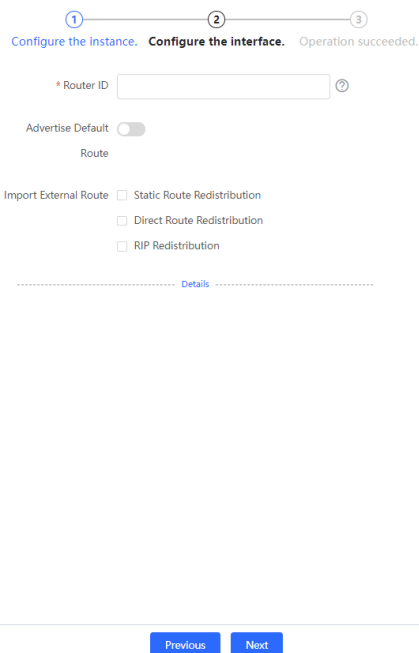 1 2 3
Configure the instance. Configure the interface. Operation succeeded.
* Router ID ?
Advertise Default
Route
Import External Route Static Route Redistribution
Direct Route Redistribution
RIP Redistribution
Details
Previous Next